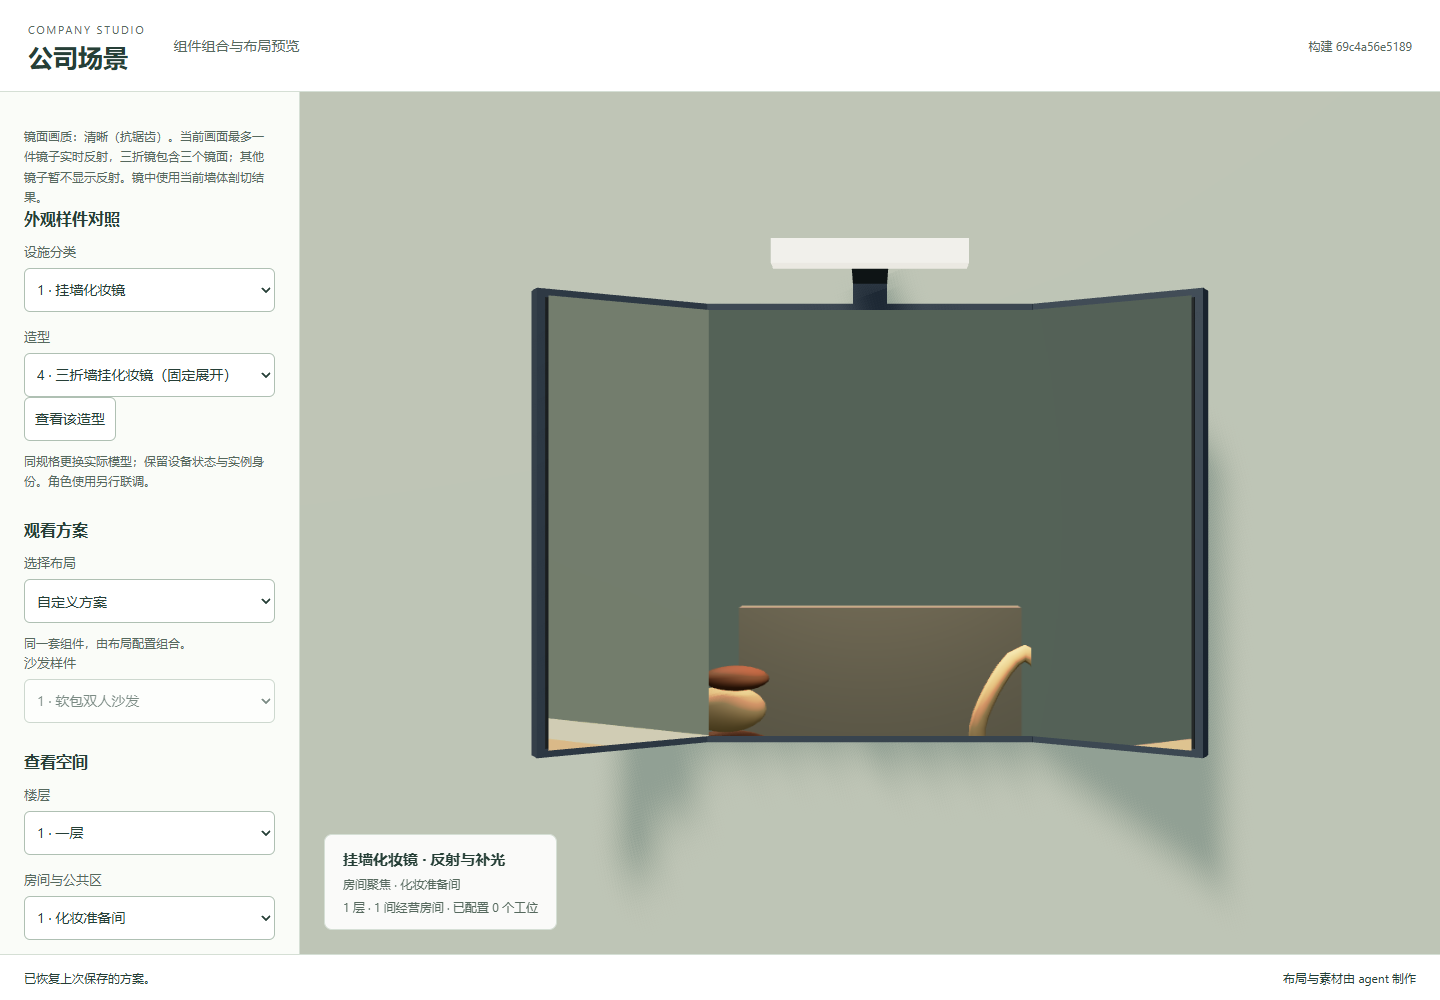 COMPANY STUDIO
公司场景
组件组合与布局预览
构建 69c4a56e5189
镜面画质：清晰（抗锯齿）。当前画面最多一
件镜子实时反射，三折镜包含三个镜面；其他
镜子暂不显示反射。镜中使用当前墙体剖切结
果。
外观样件对照
设施分类
1 · 挂墙化妆镜
造型
4 · 三折墙挂化妆镜（固定展开）
查看该造型
同规格更换实际模型；保留设备状态与实例身
份。角色使用另行联调。
观看方案
选择布局
自定义方案
同一套组件，由布局配置组合。
沙发样件
1 · 软包双人沙发
查看空间
楼层
1 · 一层
房间与公共区
1 · 化妆准备间
挂墙化妆镜 · 反射与补光
房间聚焦 · 化妆准备间
1 层 · 1 间经营房间 · 已配置 0 个工位
已恢复上次保存的方案。
布局与素材由 agent 制作